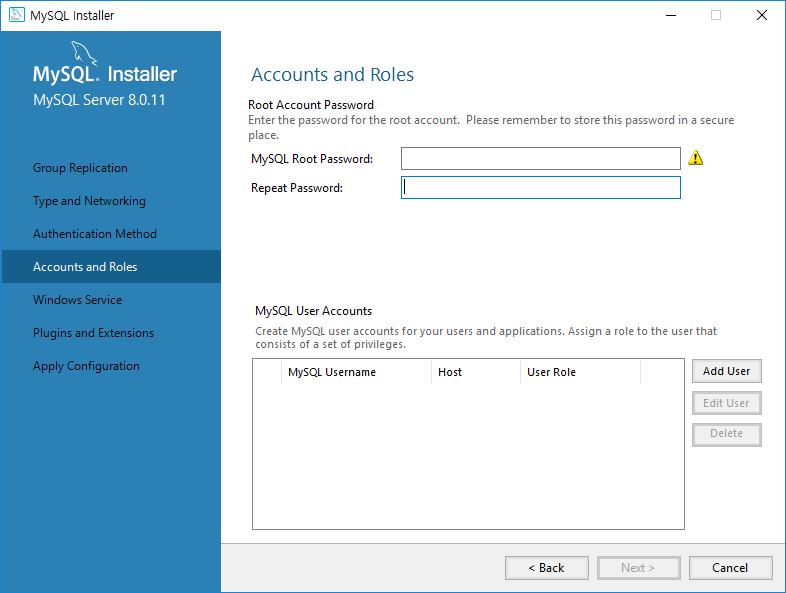 MySQL Installer
MySQL. Installer
MySQL Server 8.0.11
Group Replication
Type and Networking
Authentication Method
Accounts and Roles
Windows Service
Plugins and Extensions
Apply Configuration
Accounts and Roles
Root Account Password
Enter the password for the root account. Please remember to store this password in a secure
place.
MySQL Root Password:
Repeat Password:
MySQL User Accounts
Create MySQL user accounts for your users and applications. Assign a role to the user that
consists of a set of privileges.
MySQL Username Host User Role
Add User
Edit User
Delete
< Back Next > Cancel